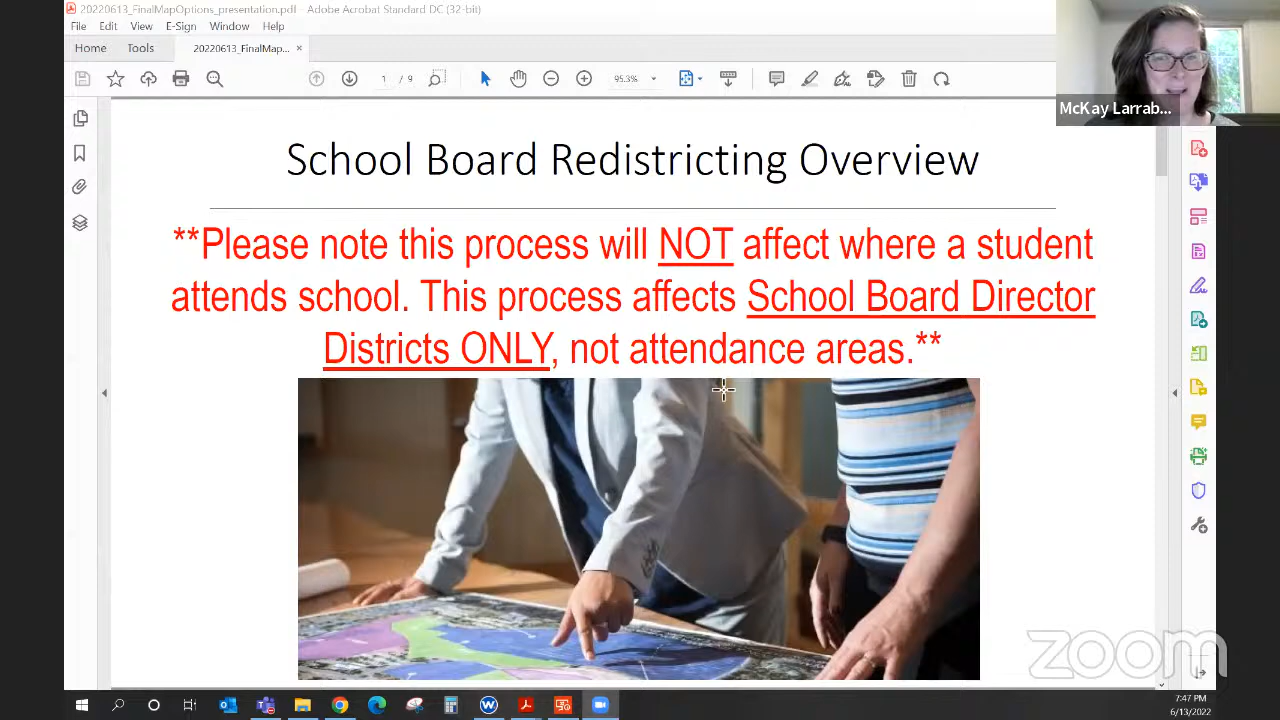 20220613_FinalMapOptions_presentation.pdf - Adobe Acrobat Standard DC (32-bit)
File Edit View E-Sign Window Help
Home Tools 20220613_FinalMap... ×
1 / 9 95.3%
McKay Larrab...
School Board Redistricting Overview
**Please note this process will NOT affect where a student
attends school. This process affects School Board Director
Districts ONLY, not attendance areas.**
zoom
7:47 PM
6/13/2022